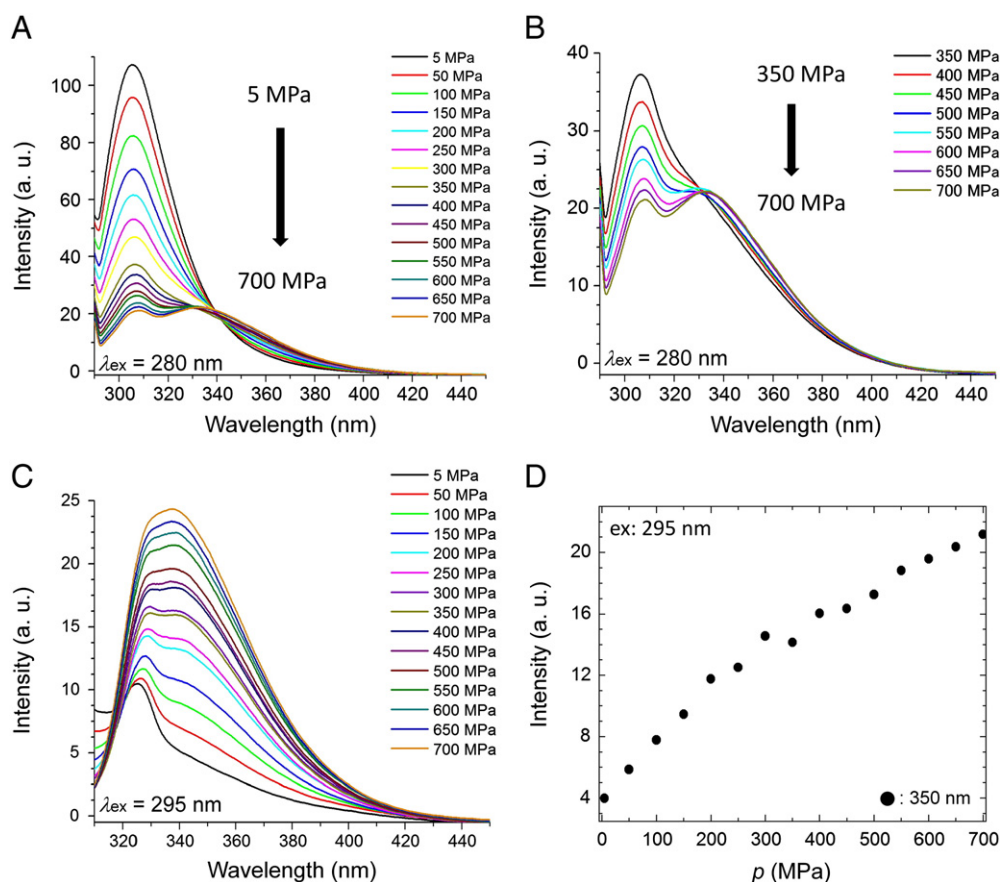 A
Intensity (a. u.)
100
80
60
40
20
0
300 320 340 360 380 400 420 440
Wavelength (nm)
λex = 280 nm
5 MPa
700 MPa
5 MPa
50 MPa
100 MPa
150 MPa
200 MPa
250 MPa
300 MPa
350 MPa
400 MPa
450 MPa
500 MPa
550 MPa
600 MPa
650 MPa
700 MPa
B
Intensity (a. u.)
40
30
20
10
0
300 320 340 360 380 400 420 440
Wavelength (nm)
λex = 280 nm
350 MPa
700 MPa
350 MPa
400 MPa
450 MPa
500 MPa
550 MPa
600 MPa
650 MPa
700 MPa
C
Intensity (a. u.)
25
20
15
10
5
0
320 340 360 380 400 420 440
Wavelength (nm)
λex = 295 nm
5 MPa
50 MPa
100 MPa
150 MPa
200 MPa
250 MPa
300 MPa
350 MPa
400 MPa
450 MPa
500 MPa
550 MPa
600 MPa
650 MPa
700 MPa
D
ex: 295 nm
Intensity (a. u.)
20
16
12
8
4
0 100 200 300 400 500 600 700
p (MPa)
: 350 nm